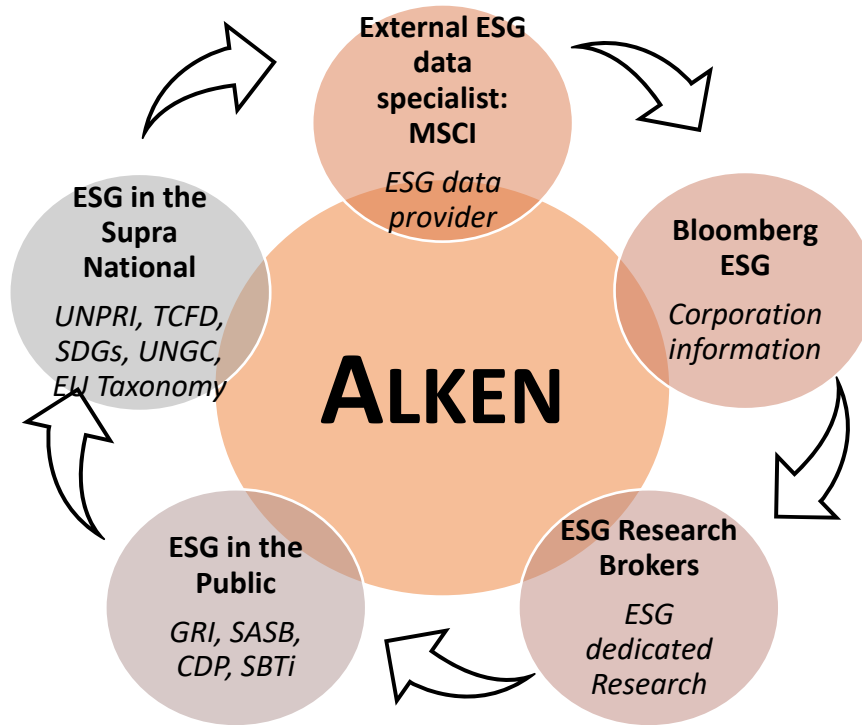 External ESG
data
specialist:
MSCI
ESG data
provider
Bloomberg
ESG
Corporation
information
ESG Research
Brokers
ESG
dedicated
Research
ESG in the
Public
GRI, SASB,
CDP, SBTi
ESG in the
Supra
National
UNPRI, TCFD,
SDGs, UNGC,
EU Taxonomy
ALKEN